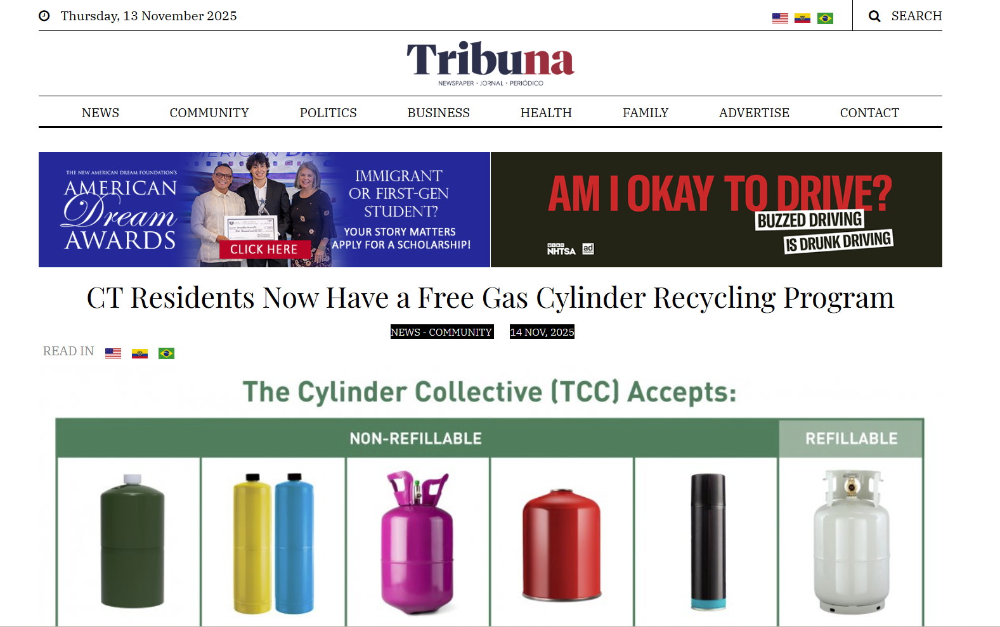 Thursday, 13 November 2025
SEARCH
Tribuna
NEWSPAPER • JORNAL • PERIÓDICO
NEWS
COMMUNITY
POLITICS
BUSINESS
HEALTH
FAMILY
ADVERTISE
CONTACT
THE NEW AMERICAN DREAM FOUNDATION'S
AMERICAN
Dream
AWARDS
CLICK HERE
IMMIGRANT
OR FIRST-GEN
STUDENT?
YOUR STORY MATTERS
APPLY FOR A SCHOLARSHIP!
AM I OKAY TO DRIVE?
BUZZED DRIVING
IS DRUNK DRIVING
NHTSA
ad
CT Residents Now Have a Free Gas Cylinder Recycling Program
NEWS - COMMUNITY
14 NOV, 2025
READ IN
The Cylinder Collective (TCC) Accepts:
NON-REFILLABLE
REFILLABLE